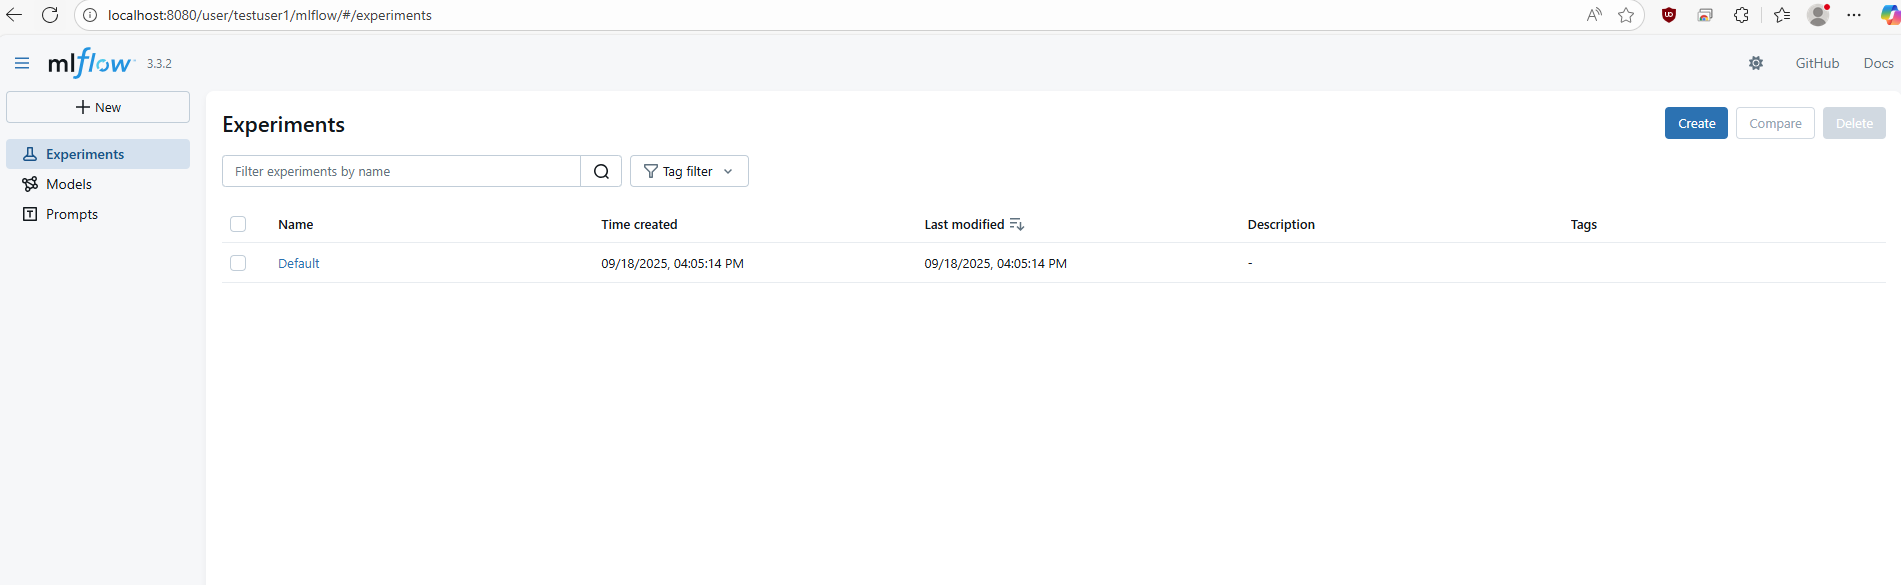 localhost:8080/user/testuser1/mlflow/#/experiments
mlflow 3.3.2
GitHub Docs
New
Experiments
Create Compare Delete
Experiments
Models
Prompts
Filter experiments by name
Tag filter
Name Time created Last modified Description Tags
Default 09/18/2025, 04:05:14 PM 09/18/2025, 04:05:14 PM -